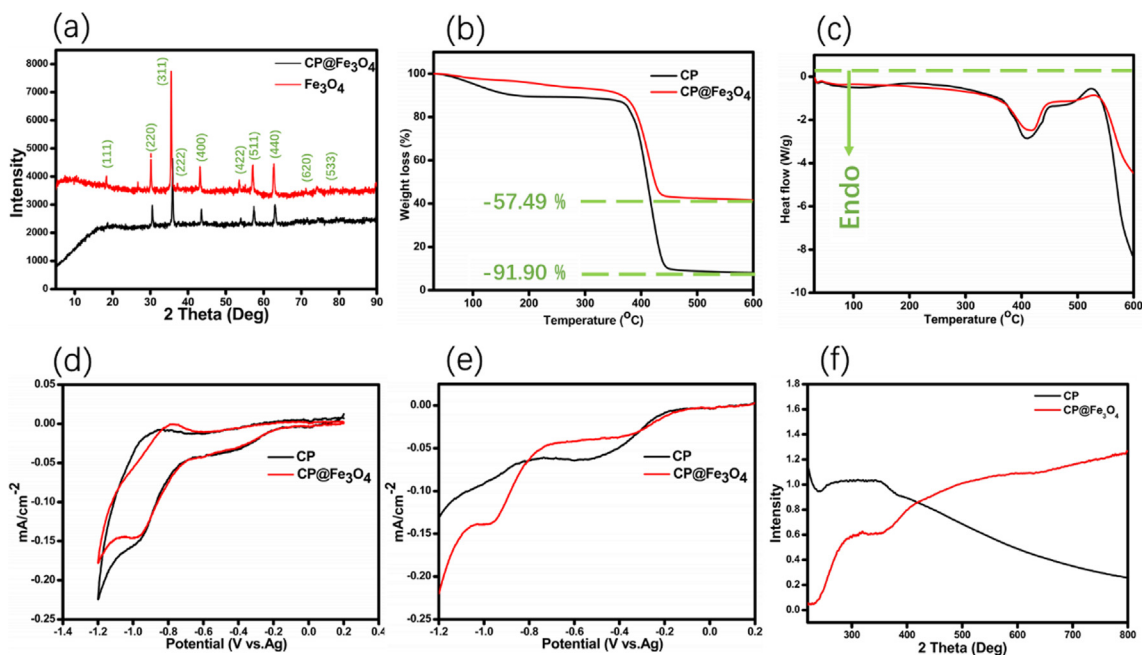 (a)
CP@Fe3O4
Fe3O4
(111)
(220)
(311)
(222)
(400)
(422)
(511)
(440)
(620)
(533)
8000
7000
6000
5000
4000
3000
2000
1000
0
Intensity
10 20 30 40 50 60 70 80 90
2 Theta (Deg)
(b)
CP
CP@Fe3O4
100
80
60
40
20
0
Weight loss (%)
-57.49 %
-91.90 %
0 100 200 300 400 500 600
Temperature (°C)
(c)
CP
CP@Fe3O4
0
-2
-4
-6
-8
-10
Heat flow (W/g)
Endo
100 200 300 400 500 600
Temperature (°C)
(d)
CP
CP@Fe3O4
0.05
0.00
-0.05
-0.10
-0.15
-0.20
-0.25
mA/cm-2
-1.4 -1.2 -1.0 -0.8 -0.6 -0.4 -0.2 0.0 0.2 0.4
Potential (V vs.Ag)
(e)
CP
CP@Fe3O4
0.05
0.00
-0.05
-0.10
-0.15
-0.20
-0.25
mA/cm-2
-1.2 -1.0 -0.8 -0.6 -0.4 -0.2 0.0 0.2
Potential (V vs.Ag)
(f)
CP
CP@Fe3O4
1.8
1.6
1.4
1.2
1.0
0.8
0.6
0.4
0.2
0.0
Intensity
300 400 500 600 700 800
2 Theta (Deg)